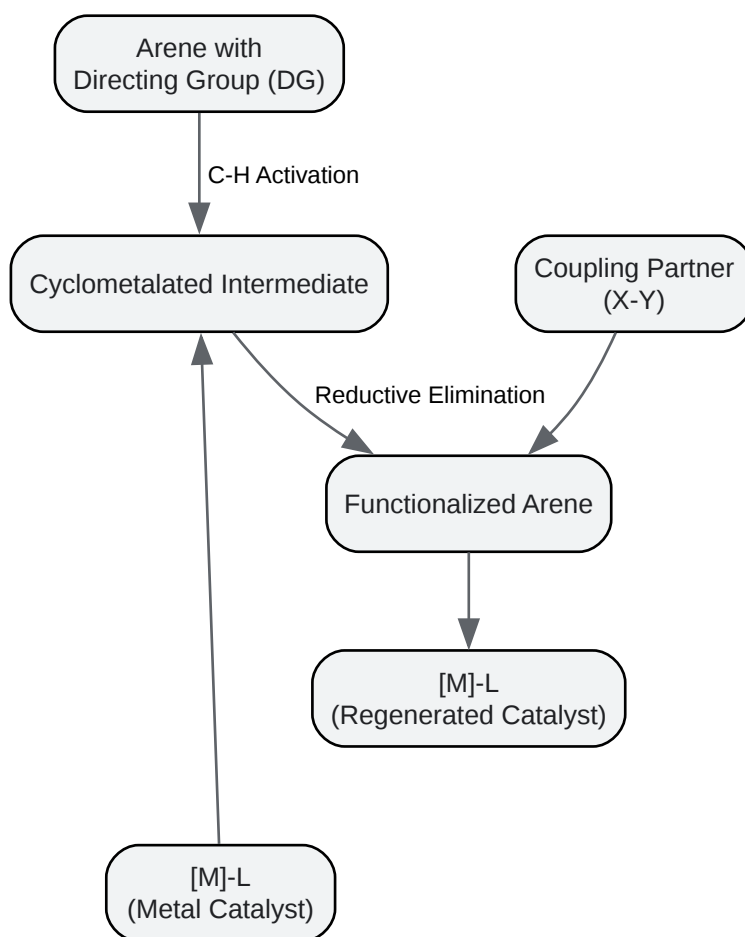 Arene with
Directing Group (DG)
C-H Activation
Cyclometalated Intermediate
Coupling Partner
(X-Y)
Reductive Elimination
Functionalized Arene
[M]-L
(Regenerated Catalyst)
[M]-L
(Metal Catalyst)